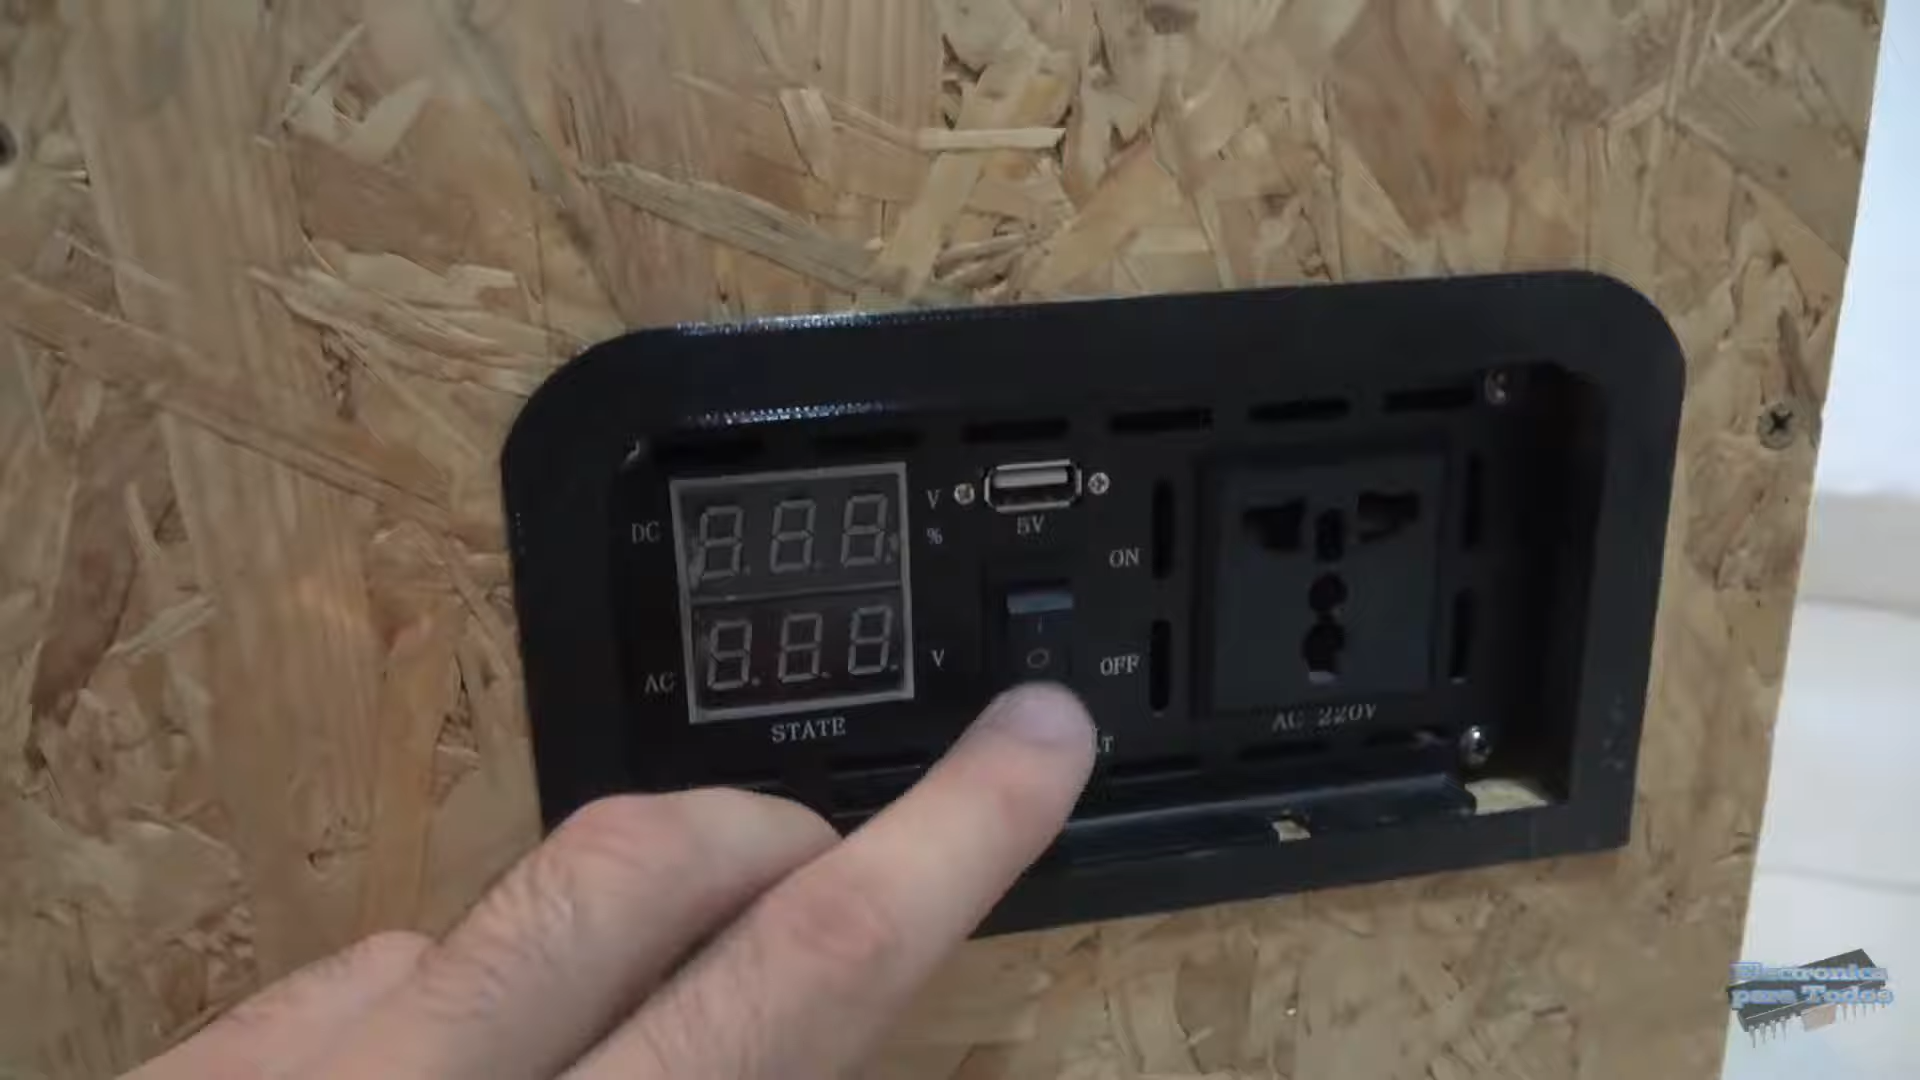 DC
V
%
5V
ON
I
O
OFF
AC
V
STATE
AC 220V
Electronica
para Todos